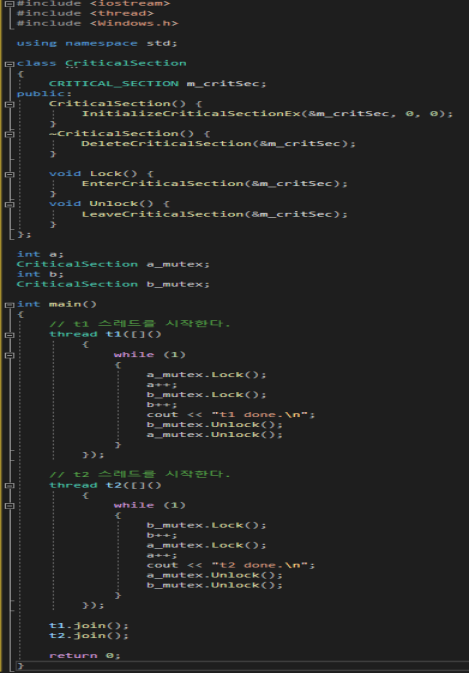 #include <iostream>
#include <thread>
#include <Windows.h>
using namespace std;
class CriticalSection
{
CRITICAL_SECTION m_critSec;
public:
CriticalSection() {
InitializeCriticalSectionEx(&m_critSec, 0, 0);
}
~CriticalSection() {
DeleteCriticalSection(&m_critSec);
}
void Lock() {
EnterCriticalSection(&m_critSec);
}
void Unlock() {
LeaveCriticalSection(&m_critSec);
}
};
int a;
CriticalSection a_mutex;
int b;
CriticalSection b_mutex;
int main()
{
// t1 스레드를 시작한다.
thread t1([]()
{
while (1)
{
a_mutex.Lock();
a++;
b_mutex.Lock();
b++;
cout << "t1 done.\n";
b_mutex.Unlock();
a_mutex.Unlock();
}
});
// t2 스레드를 시작한다.
thread t2([]()
{
while (1)
{
b_mutex.Lock();
b++;
a_mutex.Lock();
a++;
cout << "t2 done.\n";
a_mutex.Unlock();
b_mutex.Unlock();
}
});
t1.join();
t2.join();
return 0;
}